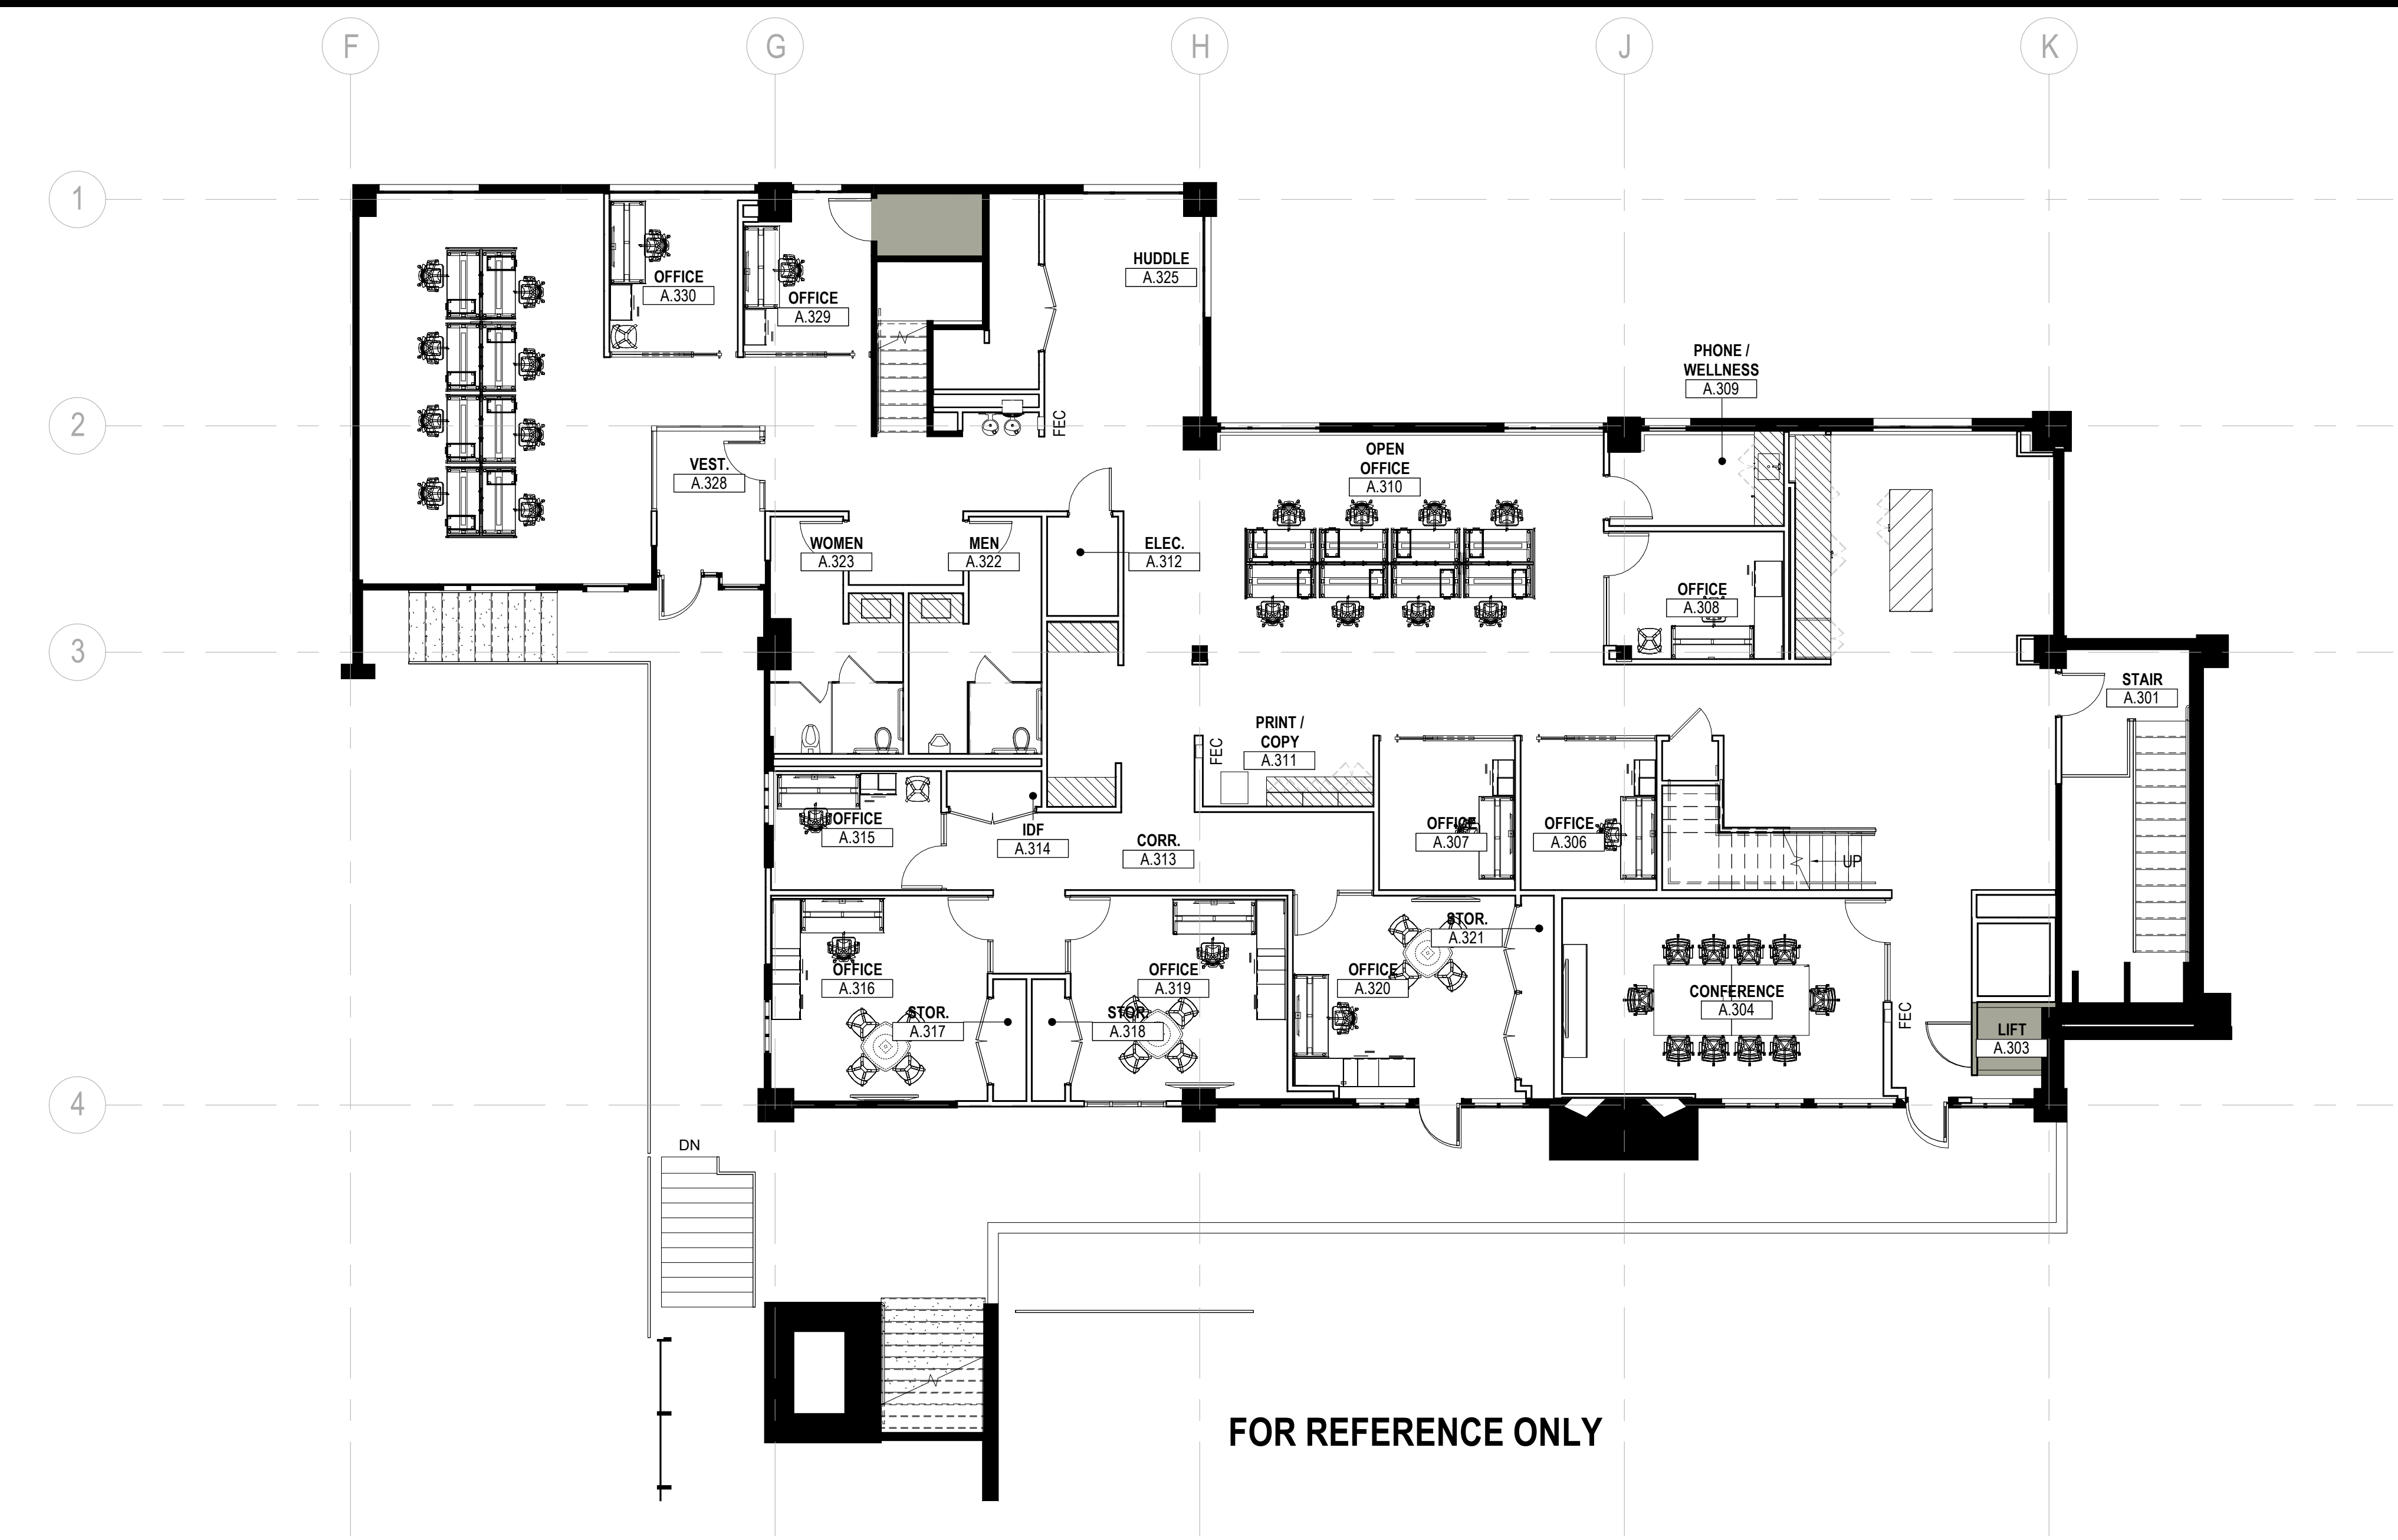 F
G
H
J
K
1
HUDDLE
A.325
OFFICE
A.330
OFFICE
A.329
PHONE /
WELLNESS
A.309
2
FEC
OPEN
OFFICE
A.310
VEST.
A.328
WOMEN
A.323
MEN
A.322
ELEC.
A.312
OFFICE
A.308
3
STAIR
A.301
PRINT /
COPY
A.311
FEC
OFFICE
A.315
IDF
A.314
CORR.
A.313
OFFICE
A.307
OFFICE
A.306
UP
STOR.
A.321
OFFICE
A.316
OFFICE
A.319
OFFICE
A.320
CONFERENCE
A.304
STOR.
A.317
STOR.
A.318
FEC
LIFT
A.303
4
DN
FOR REFERENCE ONLY